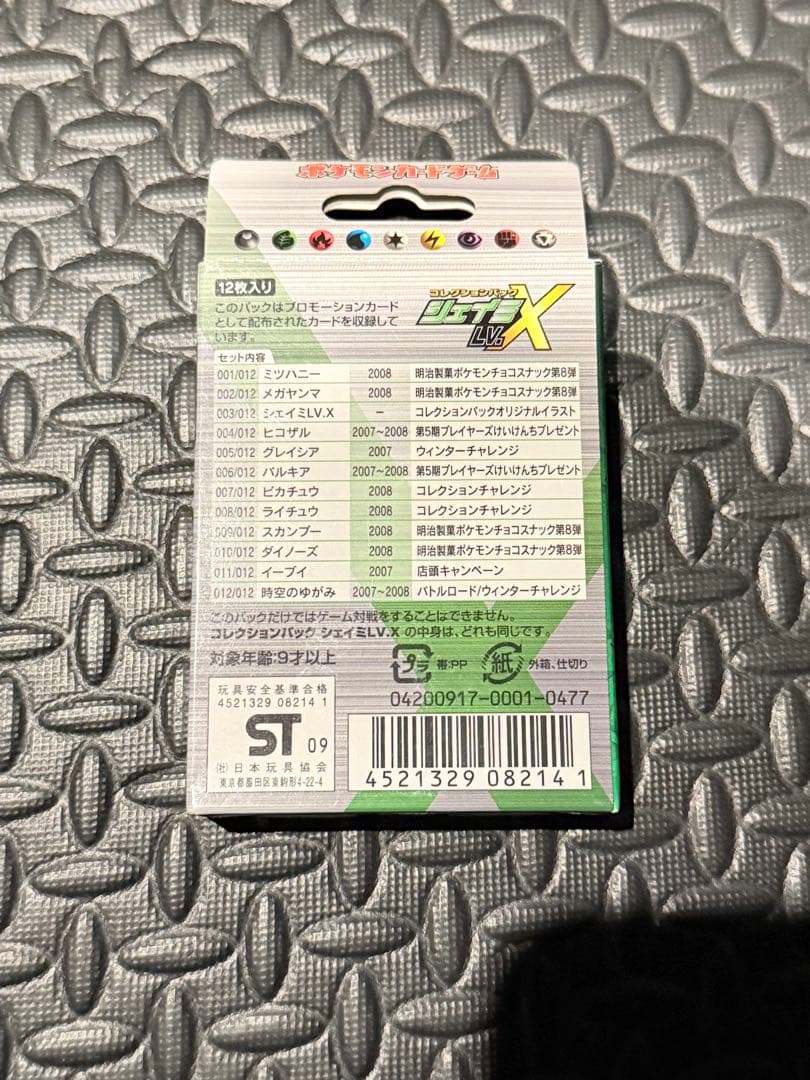 ポケモンカードゲーム
12枚入り
このパックはプロモーションカード
として配布されたカードを収録して
います。
コレクションパック
シェイミ
LV.X
セット内容
001/012 ミツハニー 2008 明治製菓ポケモンチョコスナック第8弾
002/012 メガヤンマ 2008 明治製菓ポケモンチョコスナック第8弾
003/012 シェイミLV.X － コレクションパックオリジナルイラスト
004/012 ヒコザル 2007~2008 第5期プレイヤーズけいけんちプレゼント
005/012 グレイシア 2007 ウィンターチャレンジ
006/012 パルキア 2007~2008 第5期プレイヤーズけいけんちプレゼント
007/012 ピカチュウ 2008 コレクションチャレンジ
008/012 ライチュウ 2008 コレクションチャレンジ
009/012 スカンプー 2008 明治製菓ポケモンチョコスナック第8弾
010/012 ダイノーズ 2008 明治製菓ポケモンチョコスナック第8弾
011/012 イーブイ 2007 店頭キャンペーン
012/012 時空のゆがみ 2007~2008 バトルロード/ウィンターチャレンジ
このパックだけではゲーム対戦をすることはできません。
コレクションパック シェイミLV.X の中身は、どれも同じです。
対象年齢:9才以上
プラ 帯:PP 紙 外箱、仕切り
04200917-0001-0477
玩具安全基準合格
4521329 08214 1
ST 09
(社)日本玩具協会
東京都墨田区東駒形4-22-4
4 521329 082141